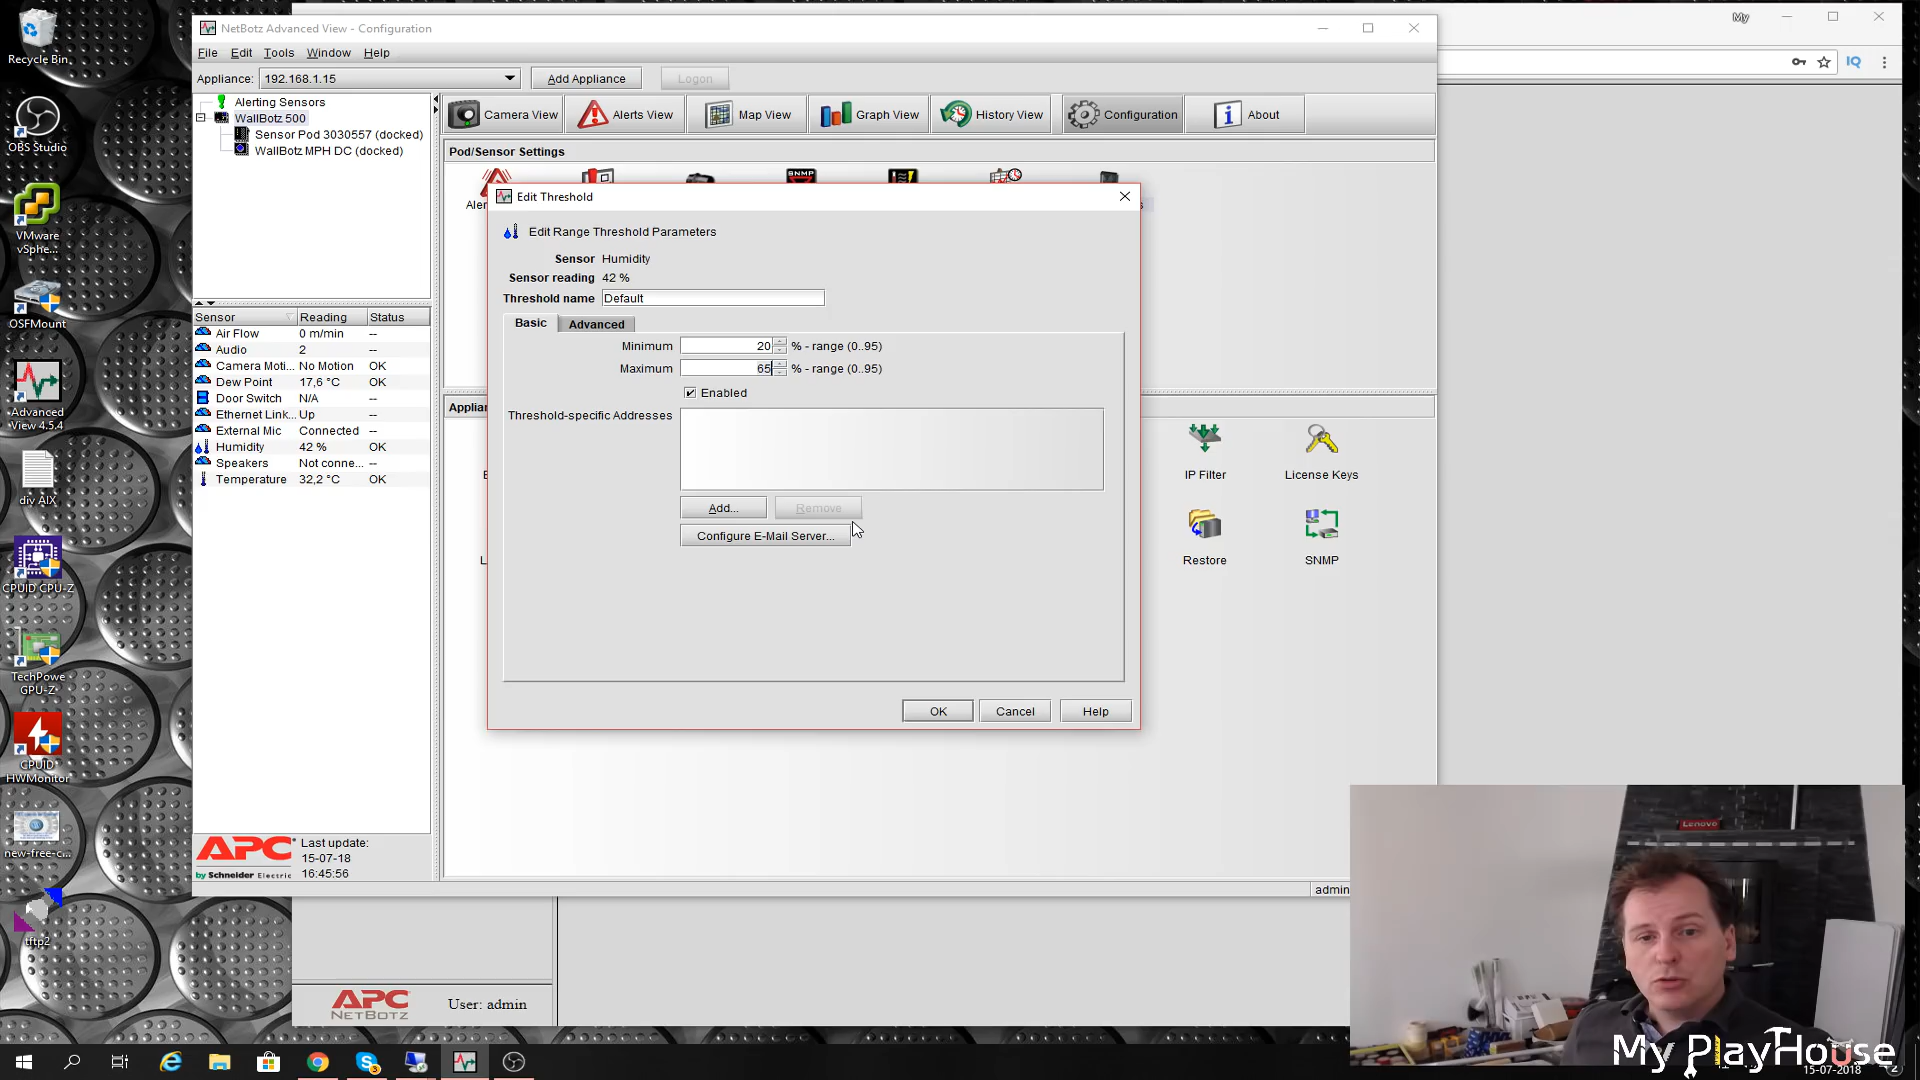 NetBotz Advanced View - Configuration
My
File Edit Tools Window Help
Appliance: 192.168.1.15 Add Appliance Logon
IQ
Alerting Sensors
WallBotz 500
Sensor Pod 3030557 (docked)
WallBotz MPH DC (docked)
Camera View Alerts View Map View Graph View History View Configuration About
Pod/Sensor Settings
SNMP
Edit Threshold
Edit Range Threshold Parameters
Sensor Humidity
Sensor reading 42 %
Threshold name Default
Basic Advanced
Minimum 20 % - range (0..95)
Maximum 65 % - range (0..95)
Enabled
Threshold-specific Addresses
Add... Remove
Configure E-Mail Server...
OK Cancel Help
Sensor Reading Status
Air Flow 0 m/min --
Audio 2 --
Camera Moti... No Motion OK
Dew Point 17,6 °C OK
Door Switch N/A --
Ethernet Link... Up OK
External Mic Connected --
Humidity 42 % OK
Speakers Not conne... --
Temperature 32,2 °C OK
IP Filter License Keys
Restore SNMP
APC
by Schneider Electric
Last update:
15-07-18
16:45:56
admin
APC
NETBOTZ
User: admin
Recycle Bin
OBS Studio
VMware
vSphe...
OSFMount
Advanced
View 4.5.4
div AIX
CPUID CPU-Z
TechPowe
GPU-Z
CPUID
HWMonitor
new-free-c...
tftp2
Lenovo
My PlayHouse
15-07-2018